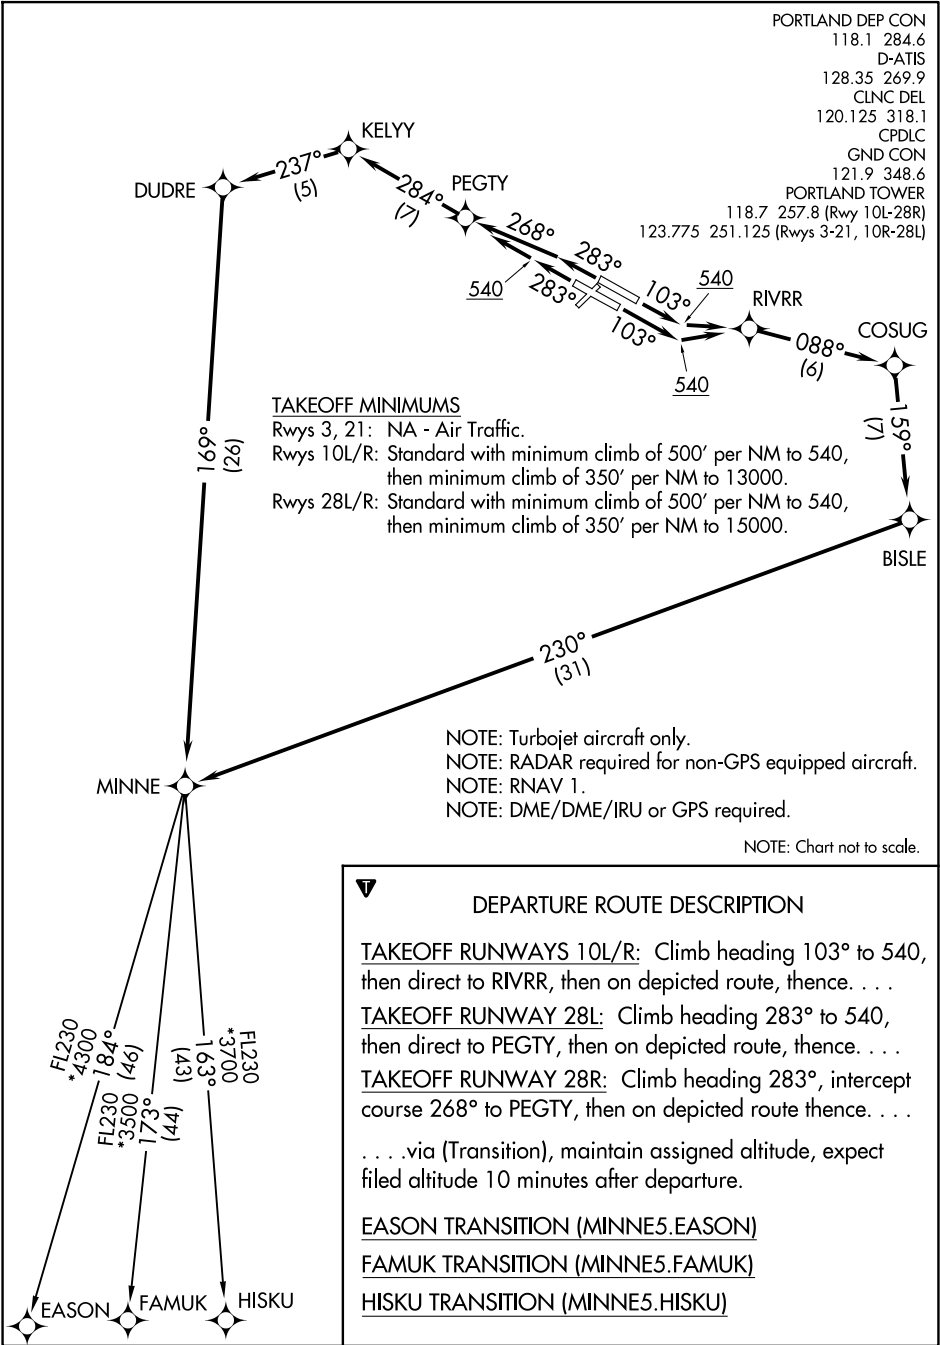 PORTLAND DEP CON
118.1 284.6
D-ATIS
128.35 269.9
CLNC DEL
120.125 318.1
CPDLC
GND CON
121.9 348.6
PORTLAND TOWER
118.7 257.8 (Rwy 10L-28R)
123.775 251.125 (Rwys 3-21, 10R-28L)
KELYY
237°
(5)
DUDRE
284°
(7)
PEGTY
268°
283°
540
283°
103°
540
103°
540
RIVRR
088°
(6)
COSUG
159°
(7)
BISLE
169°
(26)
TAKEOFF MINIMUMS
Rwys 3, 21: NA - Air Traffic.
Rwys 10L/R: Standard with minimum climb of 500' per NM to 540,
then minimum climb of 350' per NM to 13000.
Rwys 28L/R: Standard with minimum climb of 500' per NM to 540,
then minimum climb of 350' per NM to 15000.
230°
(31)
MINNE
NOTE: Turbojet aircraft only.
NOTE: RADAR required for non-GPS equipped aircraft.
NOTE: RNAV 1.
NOTE: DME/DME/IRU or GPS required.
NOTE: Chart not to scale.
FL230
*4300
184°
(46)
FL230
*3500
173°
(44)
FL230
*3700
163°
(43)
EASON
FAMUK
HISKU
T
DEPARTURE ROUTE DESCRIPTION
TAKEOFF RUNWAYS 10L/R: Climb heading 103° to 540,
then direct to RIVRR, then on depicted route, thence. . . .
TAKEOFF RUNWAY 28L: Climb heading 283° to 540,
then direct to PEGTY, then on depicted route, thence. . . .
TAKEOFF RUNWAY 28R: Climb heading 283°, intercept
course 268° to PEGTY, then on depicted route thence. . . .
. . . .via (Transition), maintain assigned altitude, expect
filed altitude 10 minutes after departure.
EASON TRANSITION (MINNE5.EASON)
FAMUK TRANSITION (MINNE5.FAMUK)
HISKU TRANSITION (MINNE5.HISKU)